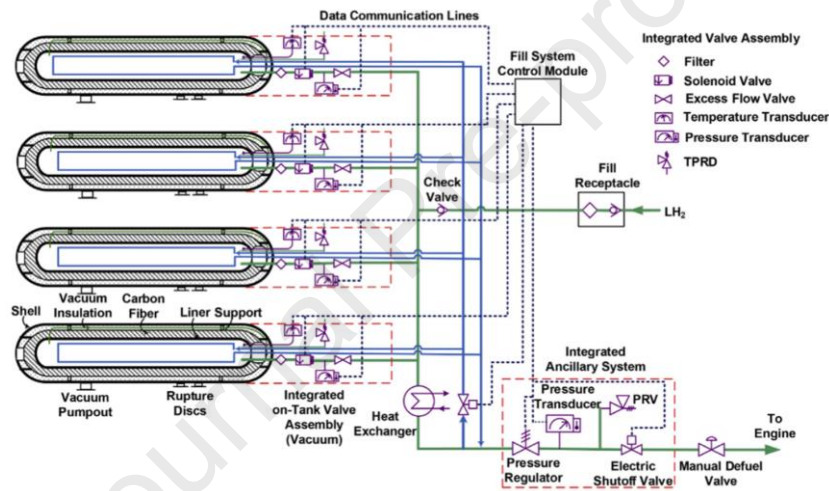 Data Communication Lines
Integrated Valve Assembly
Filter
Solenoid Valve
Excess Flow Valve
Temperature Transducer
Pressure Transducer
TPRD
Fill System
Control Module
Check
Valve
Fill
Receptacle
LH2
Shell
Vacuum
Insulation
Carbon
Fiber
Liner Support
Vacuum
Pumpout
Rupture
Discs
Integrated
on-Tank Valve
Assembly
(Vacuum)
Heat
Exchanger
Integrated
Ancillary System
Pressure
Transducer
PRV
Pressure
Regulator
Electric
Shutoff Valve
Manual Defuel
Valve
To
Engine
Journal Pre-pro